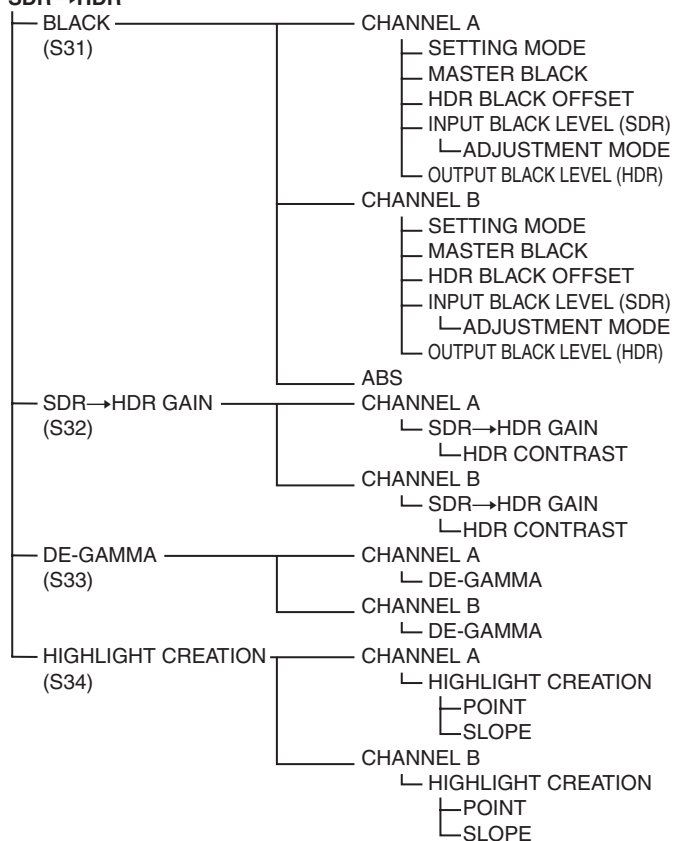 SDR→HDR
BLACK
(S31)
CHANNEL A
SETTING MODE
MASTER BLACK
HDR BLACK OFFSET
INPUT BLACK LEVEL (SDR)
ADJUSTMENT MODE
OUTPUT BLACK LEVEL (HDR)
CHANNEL B
SETTING MODE
MASTER BLACK
HDR BLACK OFFSET
INPUT BLACK LEVEL (SDR)
ADJUSTMENT MODE
OUTPUT BLACK LEVEL (HDR)
ABS
SDR→HDR GAIN
(S32)
CHANNEL A
SDR→HDR GAIN
HDR CONTRAST
CHANNEL B
SDR→HDR GAIN
HDR CONTRAST
DE-GAMMA
(S33)
CHANNEL A
DE-GAMMA
CHANNEL B
DE-GAMMA
HIGHLIGHT CREATION
(S34)
CHANNEL A
HIGHLIGHT CREATION
POINT
SLOPE
CHANNEL B
HIGHLIGHT CREATION
POINT
SLOPE